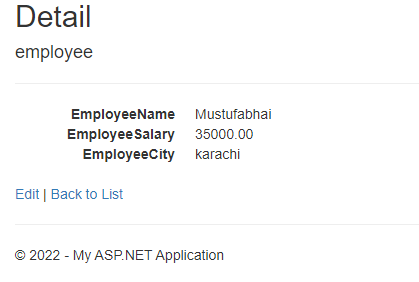 Detail
employee
EmployeeName Mustufabhai
EmployeeSalary 35000.00
EmployeeCity karachi
Edit | Back to List
© 2022 - My ASP.NET Application